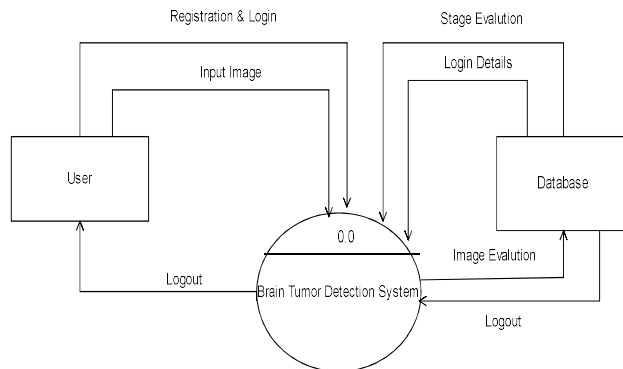 Registration & Login
Stage Evalution
Input Image
Login Details
User
Database
0.0
Image Evalution
Logout
Brain Tumor Detection System
Logout